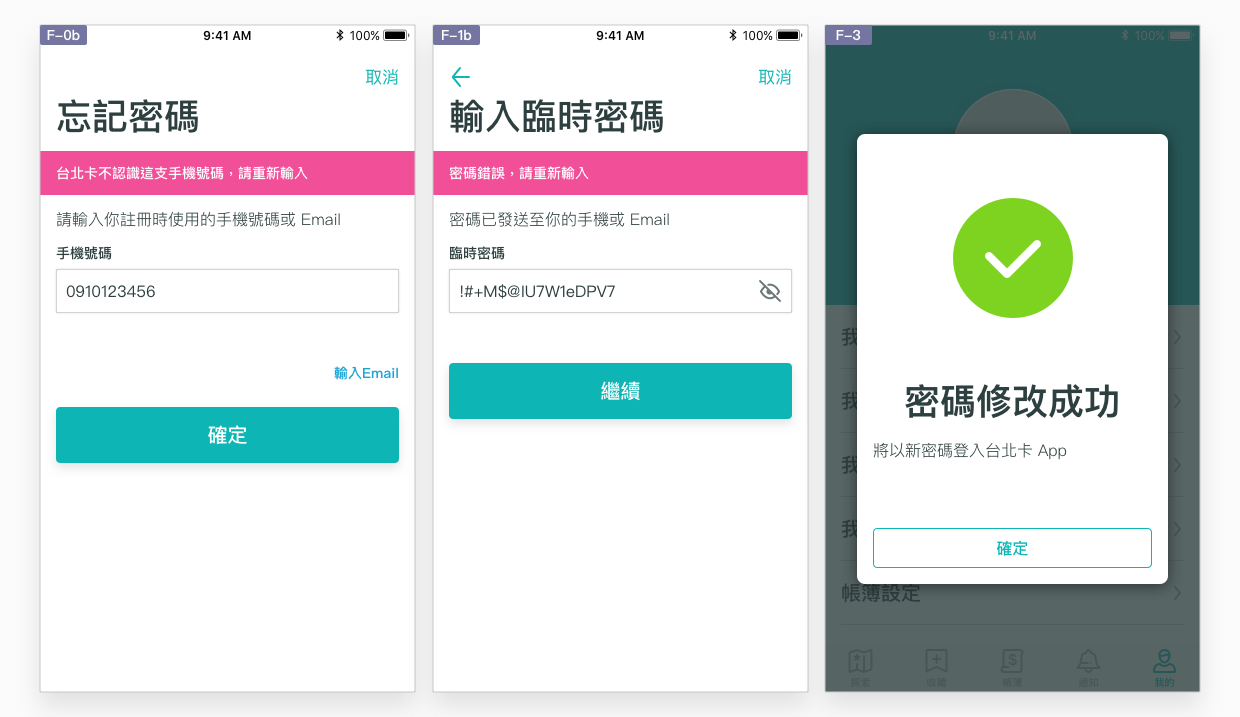 F-0b
9:41 AM
100%
取消
忘記密碼
台北卡不認識這支手機號碼，請重新輸入
請輸入你註冊時使用的手機號碼或 Email
手機號碼
0910123456
輸入Email
確定
F-1b
9:41 AM
100%
取消
輸入臨時密碼
密碼錯誤，請重新輸入
密碼已發送至你的手機或 Email
臨時密碼
!#+M$@IU7W1eDPV7
繼續
F-3
9:41 AM
100%
密碼修改成功
將以新密碼登入台北卡 App
確定
我
我
我
我
帳簿設定
探索
收藏
帳簿
通知
我的